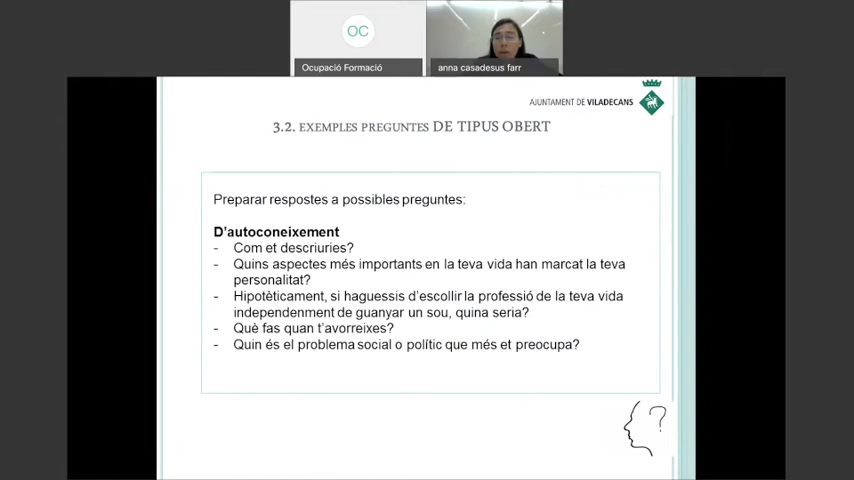 OC
Ocupació Formació
anna casadesus farr
AJUNTAMENT DE VILADECANS
3.2. EXEMPLES PREGUNTES DE TIPUS OBERT
Preparar respostes a possibles preguntes:
D'autoconeixement
- Com et descriuries?
- Quins aspectes més importants en la teva vida han marcat la teva
personalitat?
- Hipotèticament, si haguessis d'escollir la professió de la teva vida
independenment de guanyar un sou, quina seria?
- Què fas quan t'avorreixes?
- Quin és el problema social o polític que més et preocupa?
?